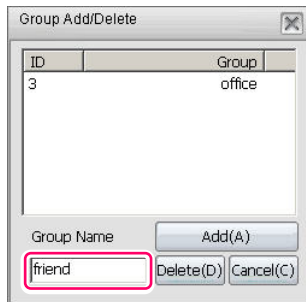 Group Add/Delete
ID Group
3 office
Group Name Add(A)
friend Delete(D) Cancel(C)